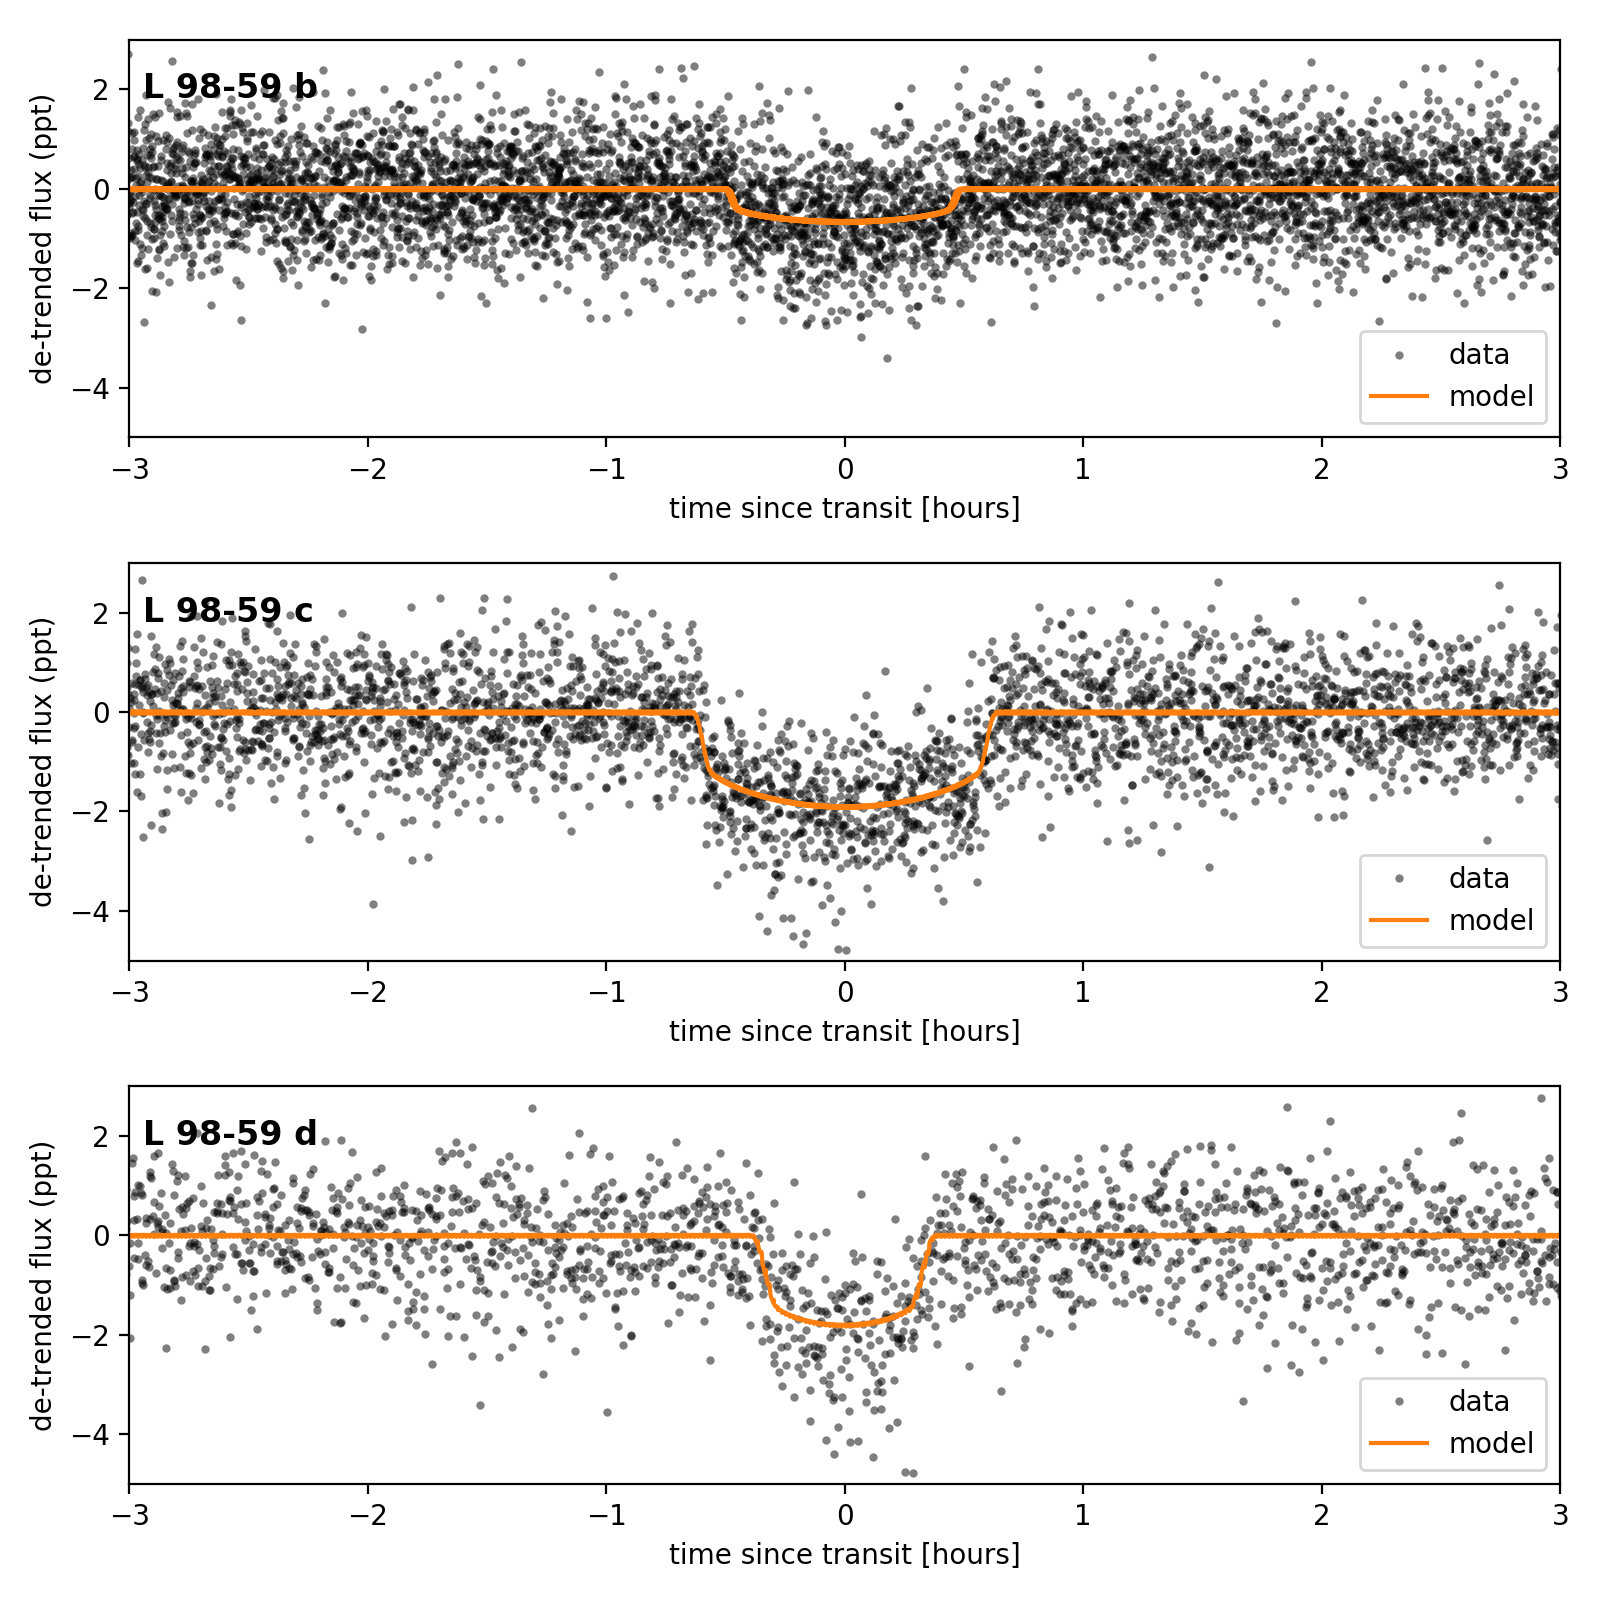 L 98-59 b
de-trended flux (ppt)
2
0
−2
−4
data
model
−3 −2 −1 0 1 2 3
time since transit [hours]
L 98-59 c
de-trended flux (ppt)
2
0
−2
−4
data
model
−3 −2 −1 0 1 2 3
time since transit [hours]
L 98-59 d
de-trended flux (ppt)
2
0
−2
−4
data
model
−3 −2 −1 0 1 2 3
time since transit [hours]